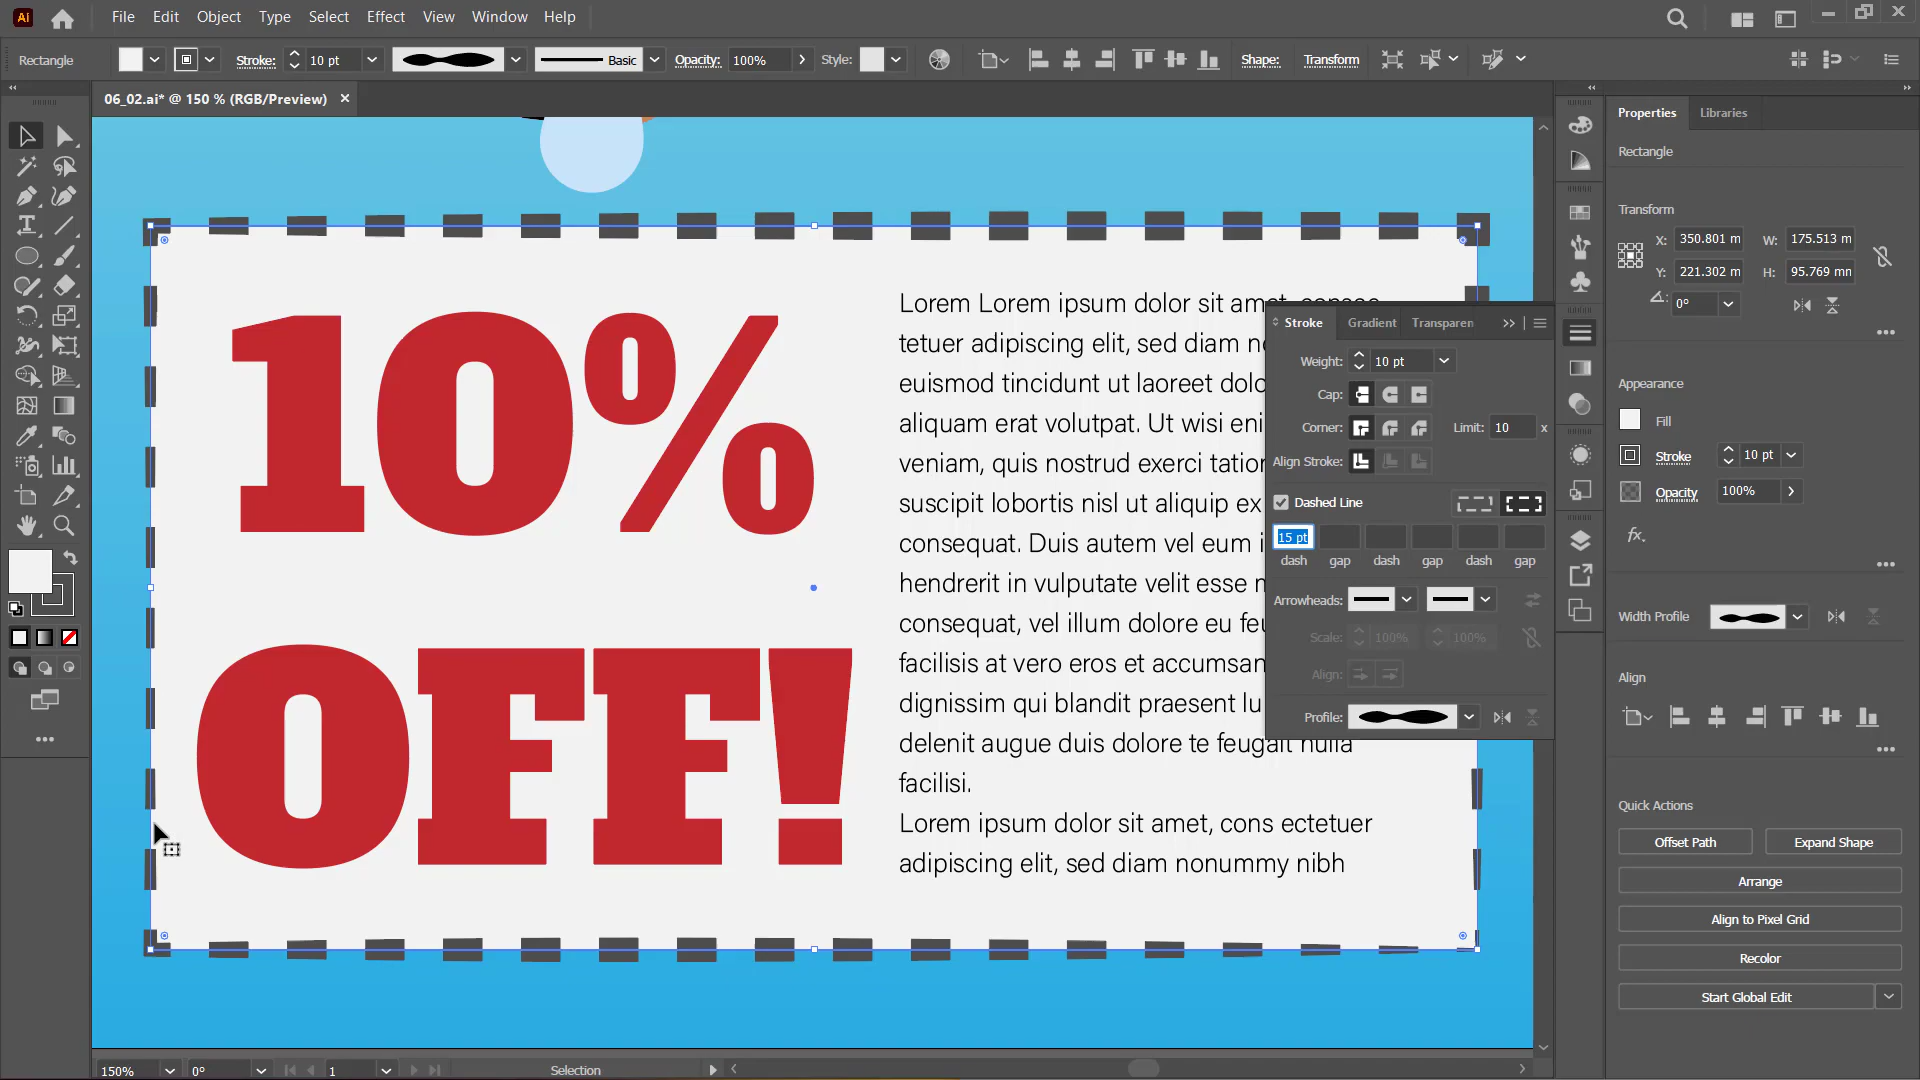 Ai File Edit Object Type Select Effect View Window Help
Rectangle Stroke: 10 pt Basic Opacity: 100% Style: Shape: Transform
06_02.ai* @ 150 % (RGB/Preview)
Properties Libraries
Rectangle
Transform
X: 350.801 m W: 175.513 m
Y: 221.302 m H: 95.769 mm
0°
Appearance
Fill
Stroke 10 pt
Opacity 100%
fx.
Width Profile
Align
Quick Actions
Offset Path Expand Shape
Arrange
Align to Pixel Grid
Recolor
Start Global Edit
10%
OFF!
Lorem Lorem ipsum dolor sit amet, consec
tetuer adipiscing elit, sed diam no
euismod tincidunt ut laoreet dolo
aliquam erat volutpat. Ut wisi eni
veniam, quis nostrud exerci tation
suscipit lobortis nisl ut aliquip ex
consequat. Duis autem vel eum i
hendrerit in vulputate velit esse m
consequat, vel illum dolore eu feu
facilisis at vero eros et accumsan
dignissim qui blandit praesent lu
delenit augue duis dolore te feugait nulla
facilisi.
Lorem ipsum dolor sit amet, cons ectetuer
adipiscing elit, sed diam nonummy nibh
Stroke Gradient Transparen
Weight: 10 pt
Cap:
Corner: Limit: 10 x
Align Stroke:
Dashed Line
15 pt
dash gap dash gap dash gap
Arrowheads:
Scale: 100% 100%
Align:
Profile:
150% 0° 1 Selection